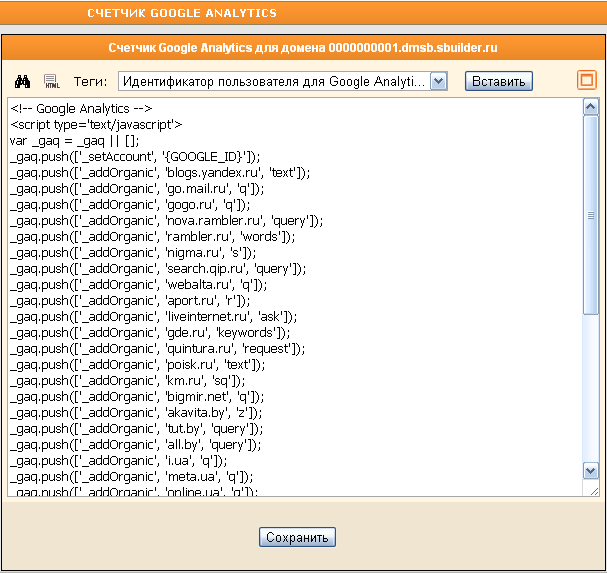 СЧЕТЧИК GOOGLE ANALYTICS
Счетчик Google Analytics для домена 0000000001.dmsb.sbuilder.ru
HTML Теги: Идентификатор пользователя для Google Analyti... Вставить
<!-- Google Analytics -->
<script type='text/javascript'>
var _gaq = _gaq || [];
_gaq.push(['_setAccount', '{GOOGLE_ID}']);
_gaq.push(['_addOrganic', 'blogs.yandex.ru', 'text']);
_gaq.push(['_addOrganic', 'go.mail.ru', 'q']);
_gaq.push(['_addOrganic', 'gogo.ru', 'q']);
_gaq.push(['_addOrganic', 'nova.rambler.ru', 'query']);
_gaq.push(['_addOrganic', 'rambler.ru', 'words']);
_gaq.push(['_addOrganic', 'nigma.ru', 's']);
_gaq.push(['_addOrganic', 'search.qip.ru', 'query']);
_gaq.push(['_addOrganic', 'webalta.ru', 'q']);
_gaq.push(['_addOrganic', 'aport.ru', 'r']);
_gaq.push(['_addOrganic', 'liveinternet.ru', 'ask']);
_gaq.push(['_addOrganic', 'gde.ru', 'keywords']);
_gaq.push(['_addOrganic', 'quintura.ru', 'request']);
_gaq.push(['_addOrganic', 'poisk.ru', 'text']);
_gaq.push(['_addOrganic', 'km.ru', 'sq']);
_gaq.push(['_addOrganic', 'bigmir.net', 'q']);
_gaq.push(['_addOrganic', 'akavita.by', 'z']);
_gaq.push(['_addOrganic', 'tut.by', 'query']);
_gaq.push(['_addOrganic', 'all.by', 'query']);
_gaq.push(['_addOrganic', 'i.ua', 'q']);
_gaq.push(['_addOrganic', 'meta.ua', 'q']);
_gaq.push(['_addOrganic', 'online.ua', 'q']);
Сохранить